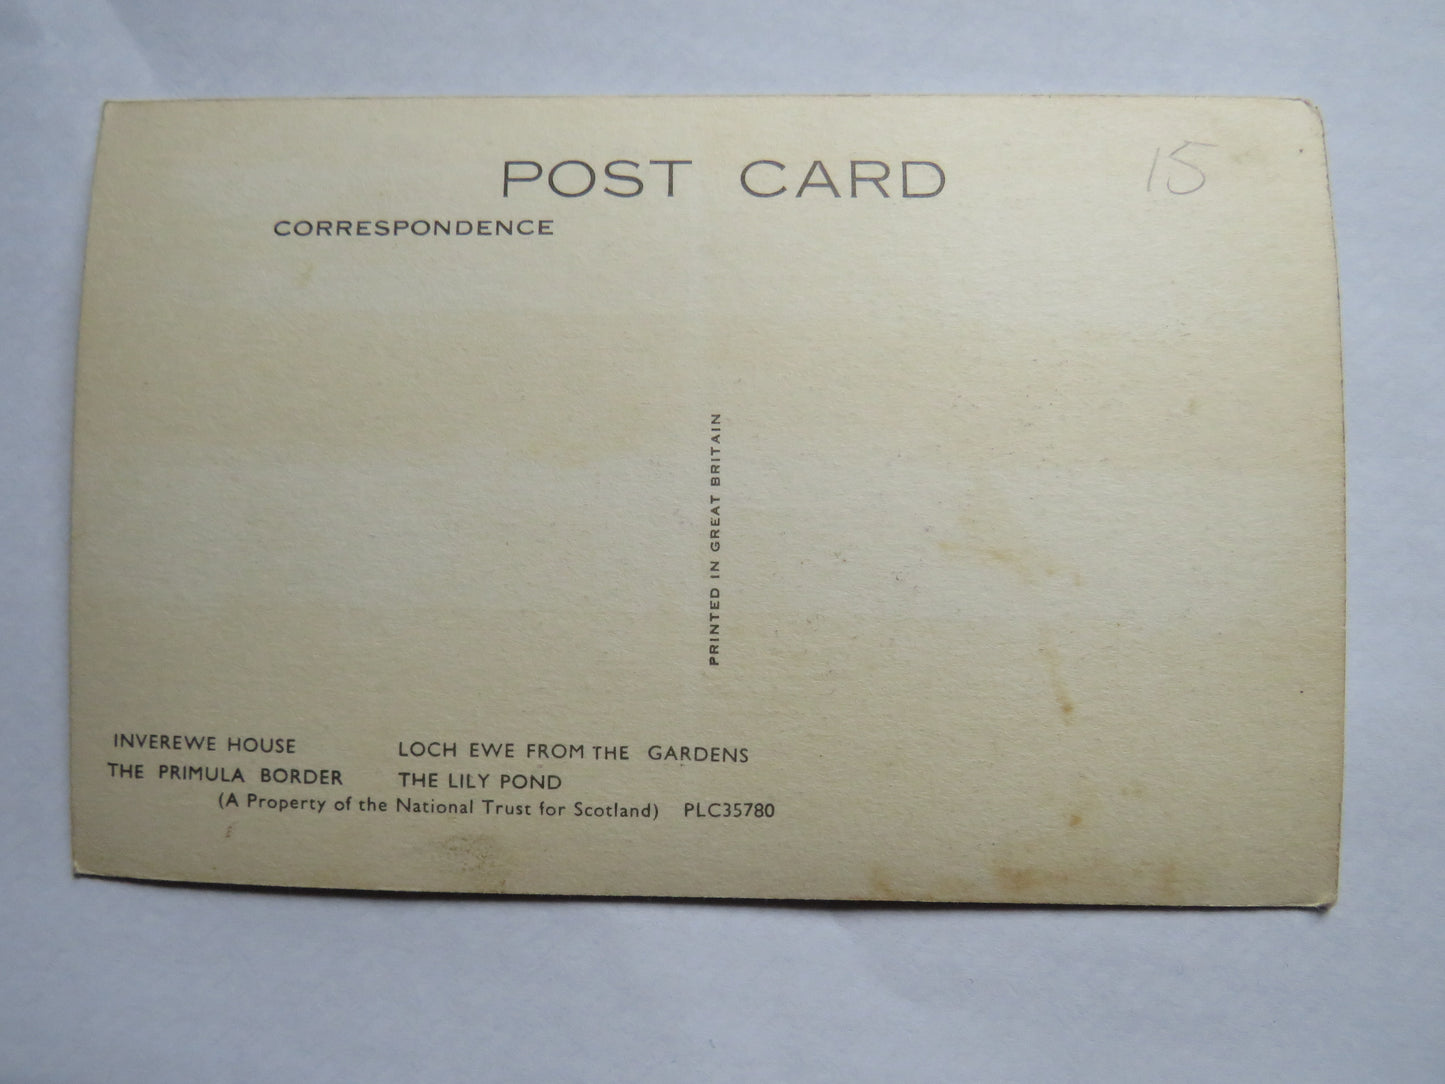 POST CARD
15
CORRESPONDENCE
PRINTED IN GREAT BRITAIN
INVEREWE HOUSE LOCH EWE FROM THE GARDENS
THE PRIMULA BORDER THE LILY POND
(A Property of the National Trust for Scotland) PLC35780